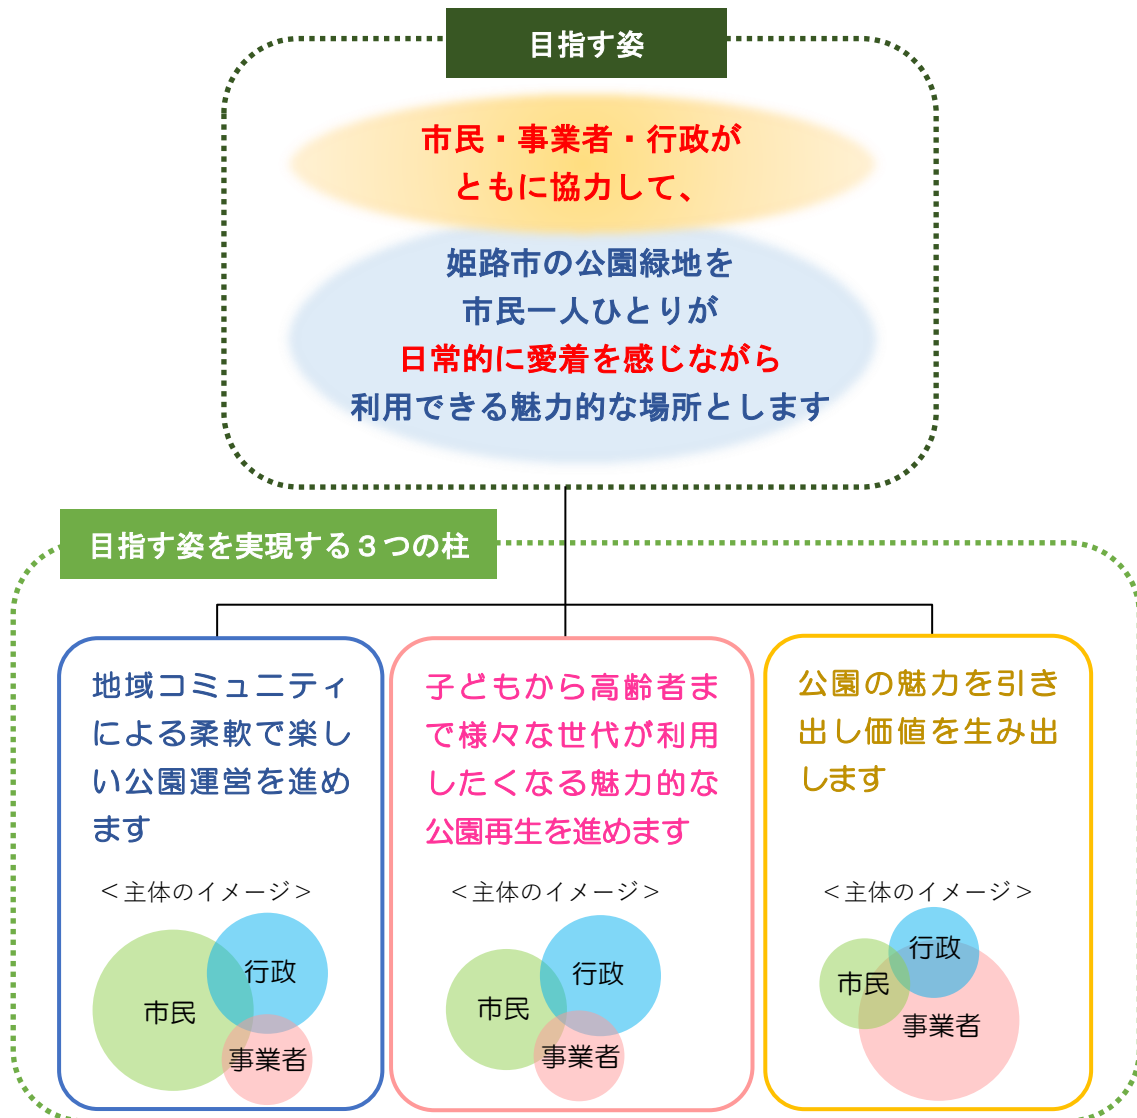 目指す姿
市民・事業者・行政が
ともに協力して、
姫路市の公園緑地を
市民一人ひとりが
日常的に愛着を感じながら
利用できる魅力的な場所とします
目指す姿を実現する３つの柱
地域コミュニティ
による柔軟で楽し
い公園運営を進め
ます
＜主体のイメージ＞
行政
市民
事業者
子どもから高齢者ま
で様々な世代が利用
したくなる魅力的な
公園再生を進めます
＜主体のイメージ＞
行政
市民
事業者
公園の魅力を引き
出し価値を生み出
します
＜主体のイメージ＞
行政
市民
事業者